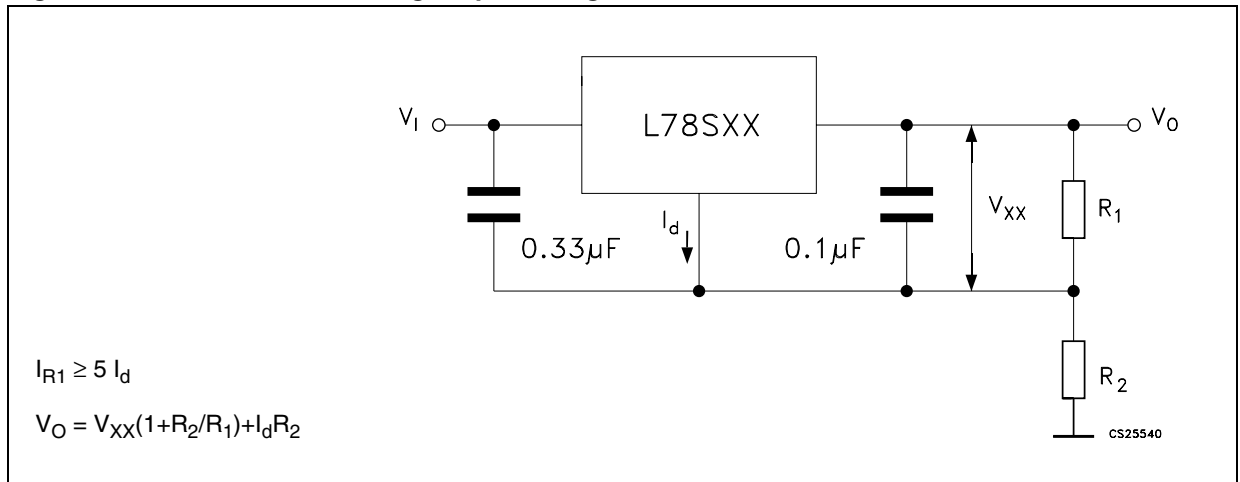 L78SXX
V_I
V_O
I_d
V_XX
R_1
0.33µF
0.1µF
R_2
I_R1 ≥ 5 I_d
V_O = V_XX(1+R_2/R_1)+I_dR_2
CS25540